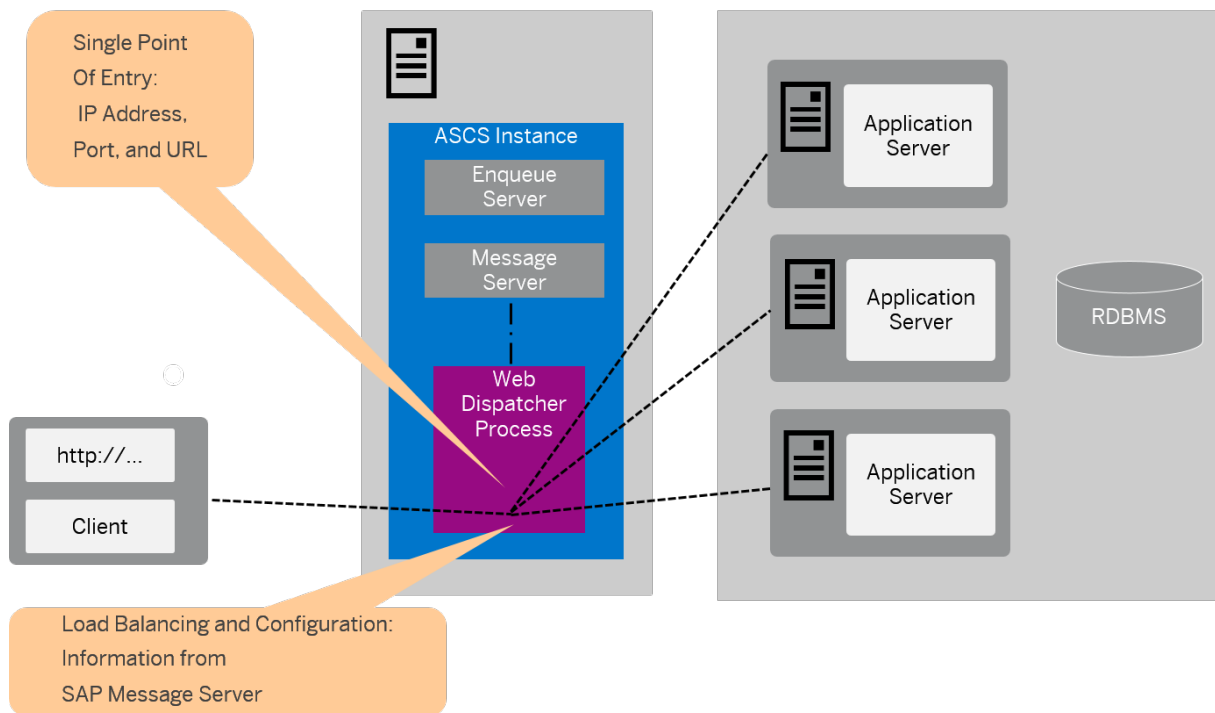 Single Point
Of Entry:
IP Address,
Port, and URL
ASCS Instance
Enqueue
Server
Message
Server
Web
Dispatcher
Process
http://...
Client
Load Balancing and Configuration:
Information from
SAP Message Server
Application
Server
Application
Server
Application
Server
RDBMS